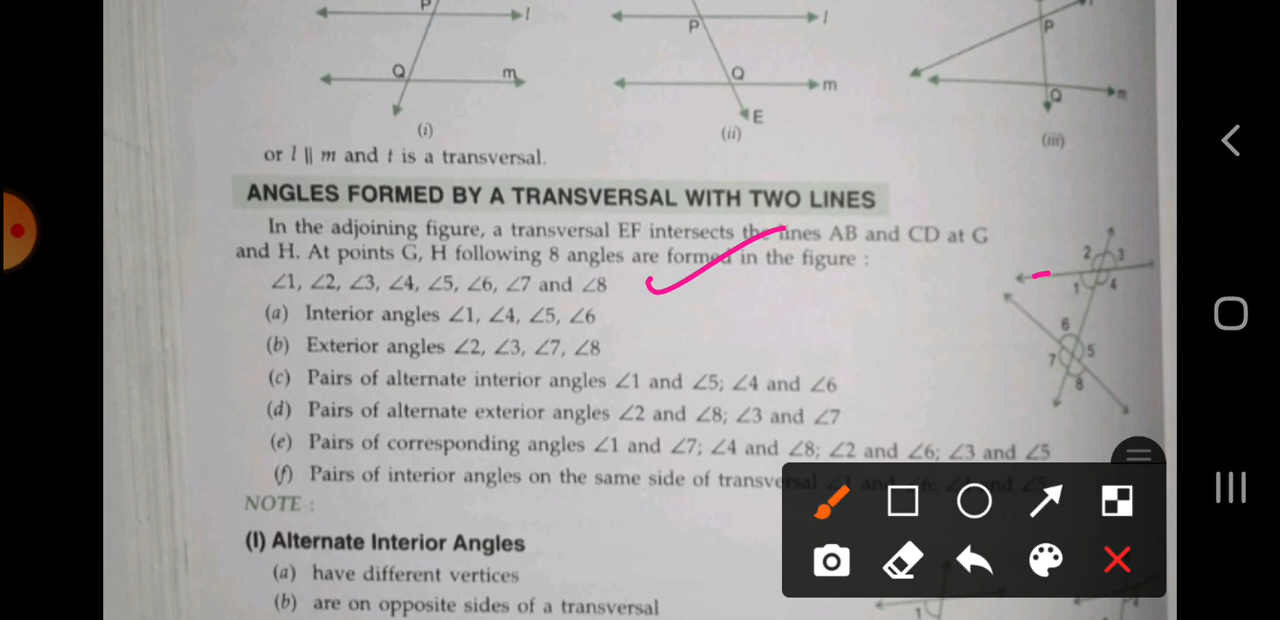 P
l
P
l
P
Q
m
Q
m
Q
m
E
(i)
(ii)
(iii)
or l || m and t is a transversal.
ANGLES FORMED BY A TRANSVERSAL WITH TWO LINES
In the adjoining figure, a transversal EF intersects the lines AB and CD at G
and H. At points G, H following 8 angles are formed in the figure :
∠1, ∠2, ∠3, ∠4, ∠5, ∠6, ∠7 and ∠8
2 3
1 4
(a) Interior angles ∠1, ∠4, ∠5, ∠6
6
(b) Exterior angles ∠2, ∠3, ∠7, ∠8
7 5
8
(c) Pairs of alternate interior angles ∠1 and ∠5; ∠4 and ∠6
(d) Pairs of alternate exterior angles ∠2 and ∠8; ∠3 and ∠7
(e) Pairs of corresponding angles ∠1 and ∠7; ∠4 and ∠8; ∠2 and ∠6; ∠3 and ∠5
(f) Pairs of interior angles on the same side of transversal
NOTE :
(I) Alternate Interior Angles
(a) have different vertices
(b) are on opposite sides of a transversal
1